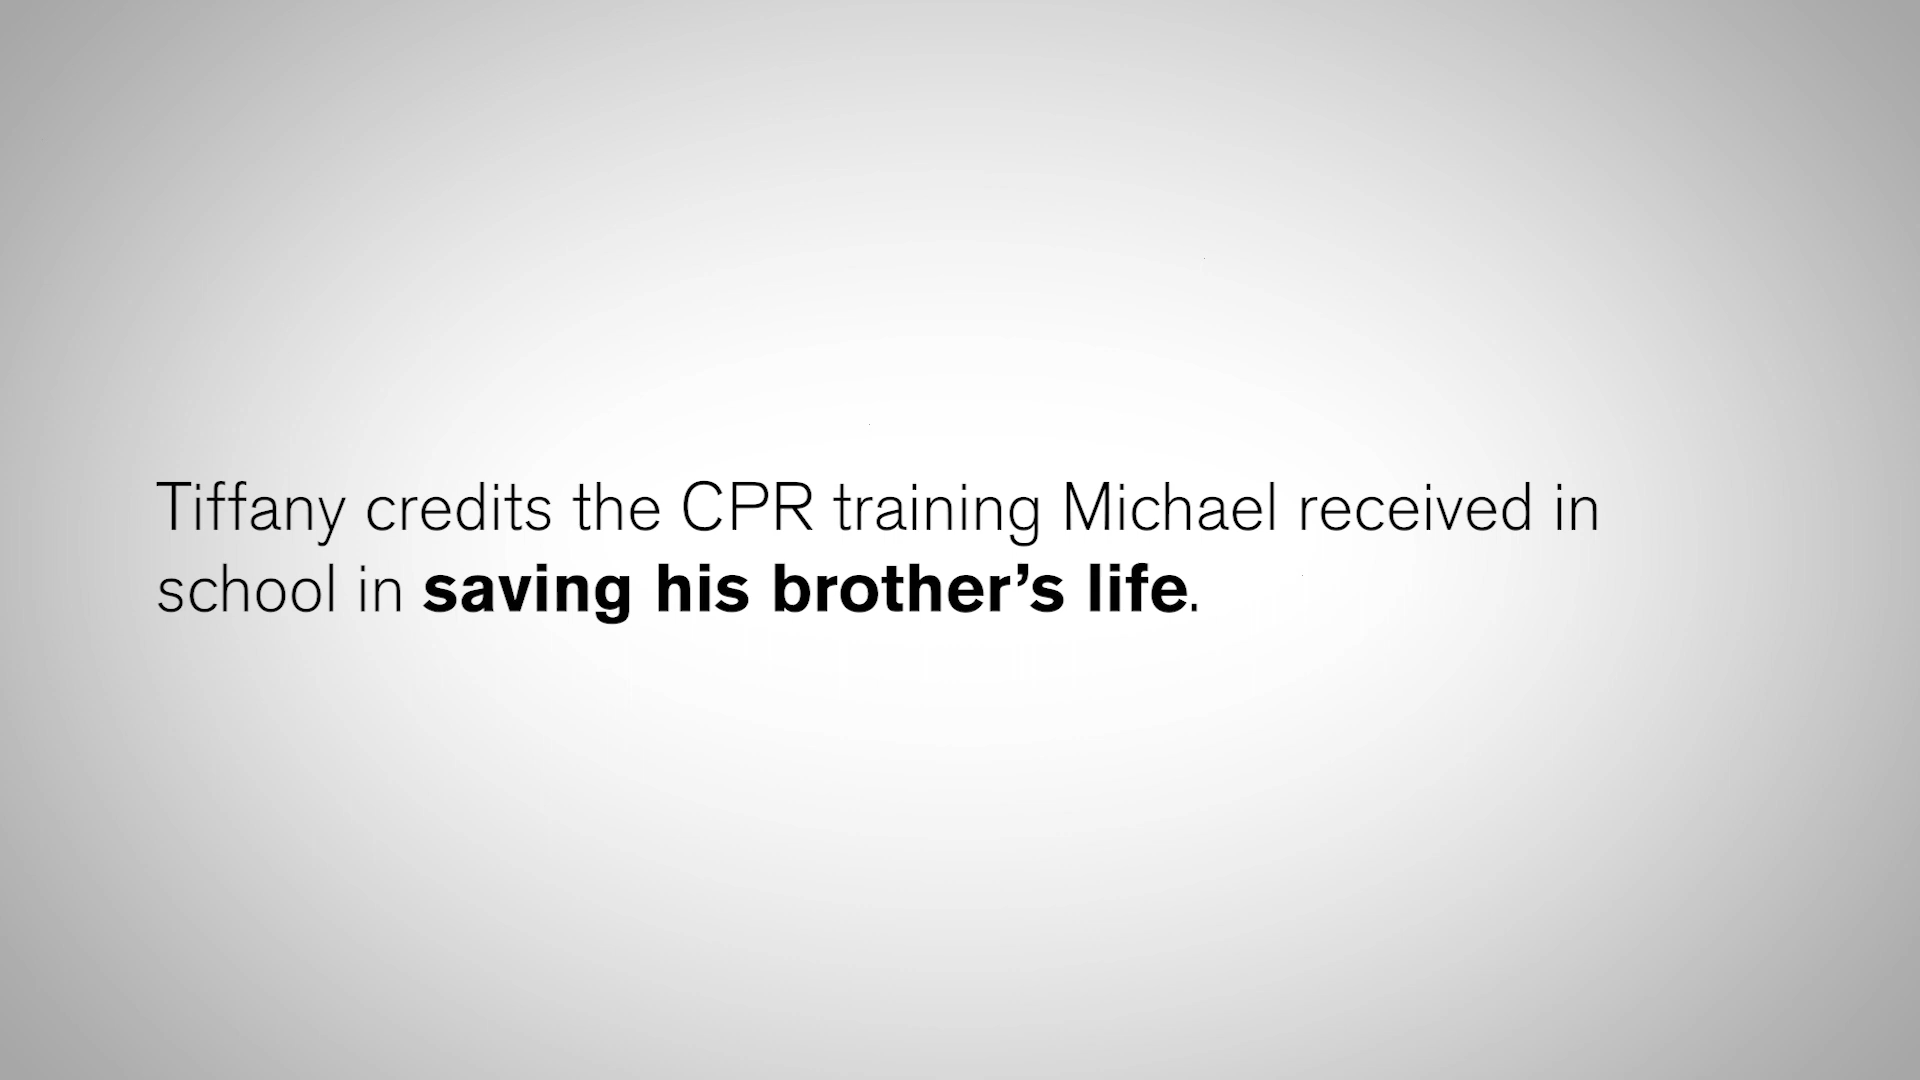 Tiffany credits the CPR training Michael received in
school in saving his brother’s life.